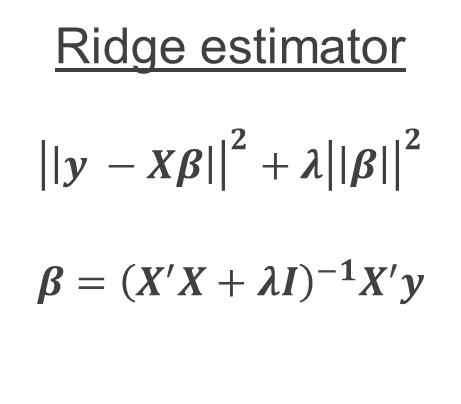 Ridge estimator
||y − Xβ||² + λ||β||²
β = (X′X + λI)⁻¹X′y